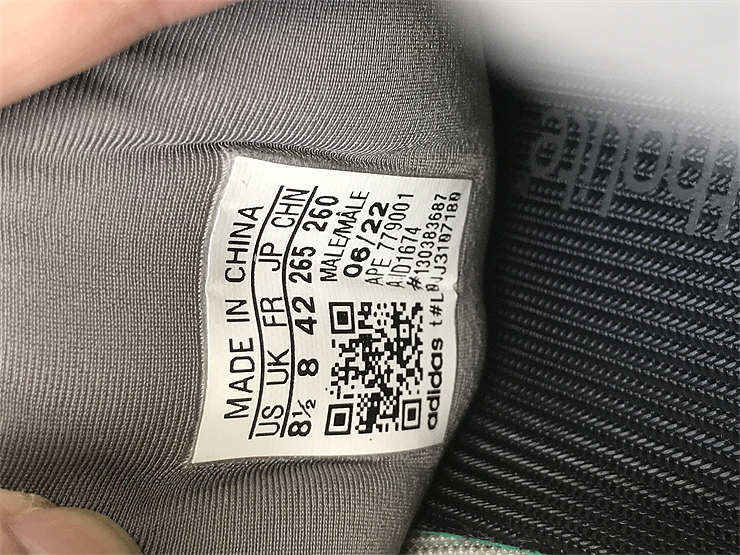 MADE IN CHINA
US UK FR JP CHN
8½ 8 42 265 260
MALE/MÂLE
06/22
APE 779001
AID1674
#130383687
adidas